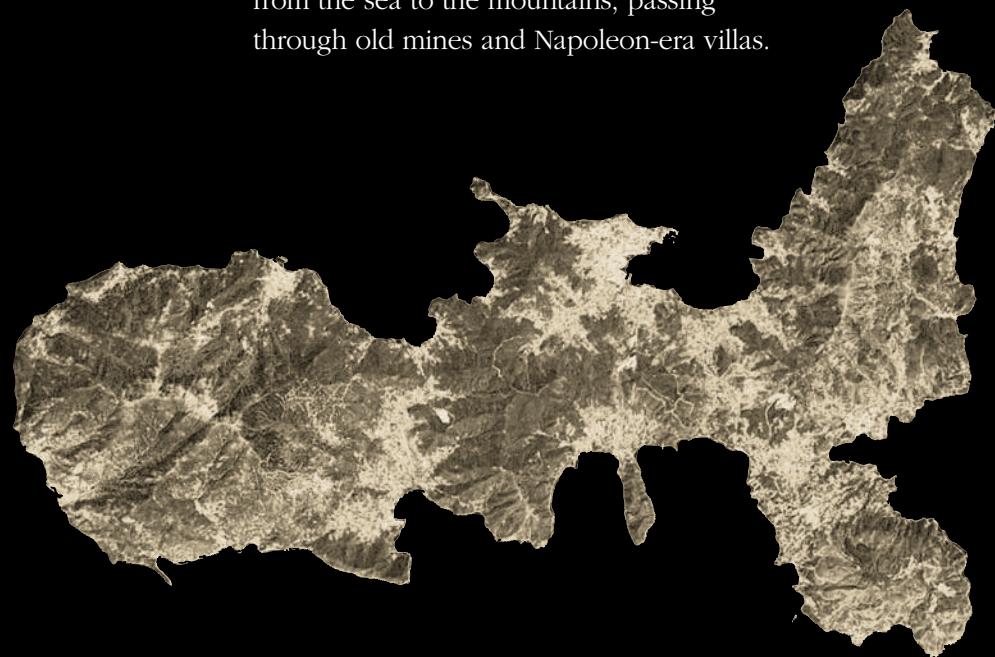 from the sea to the mountains, passing
through old mines and Napoleon-era villas.